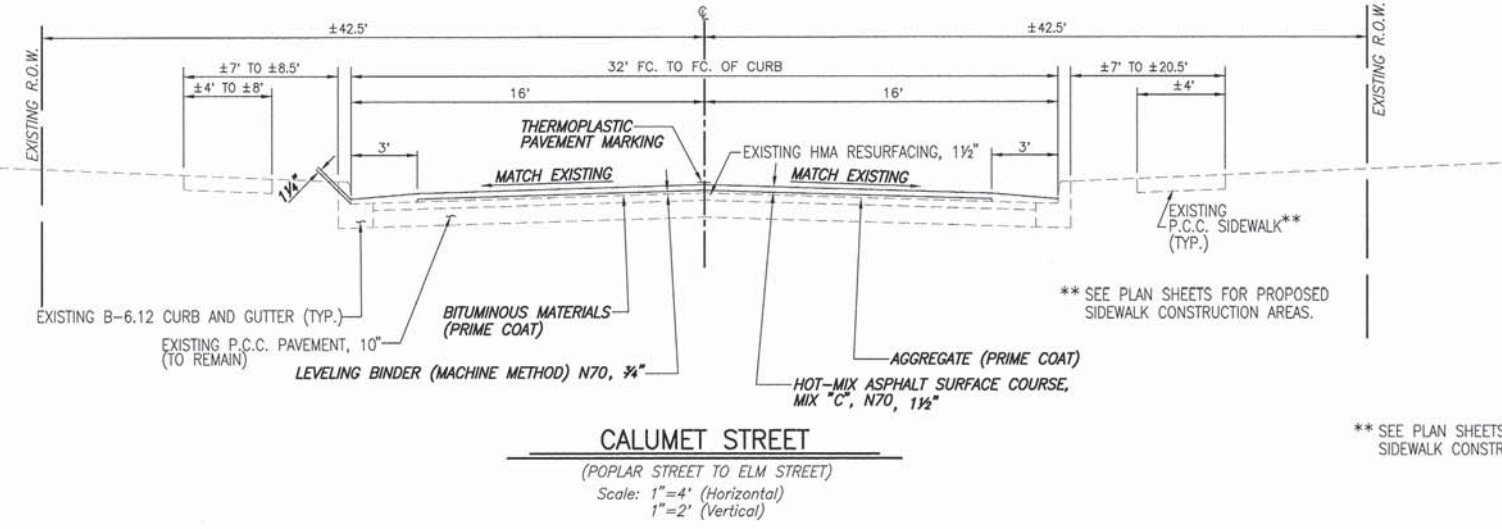 ℄
±42.5'
±42.5'
EXISTING R.O.W.
EXISTING R.O.W.
±7' TO ±8.5'
32' FC. TO FC. OF CURB
±7' TO ±20.5'
±4' TO ±8'
16'
16'
±4'
THERMOPLASTIC
PAVEMENT MARKING
3'
EXISTING HMA RESURFACING, 1½"
3'
MATCH EXISTING
MATCH EXISTING
1¼"
EXISTING
P.C.C. SIDEWALK**
(TYP.)
EXISTING B-6.12 CURB AND GUTTER (TYP.)
BITUMINOUS MATERIALS
(PRIME COAT)
** SEE PLAN SHEETS FOR PROPOSED
SIDEWALK CONSTRUCTION AREAS.
EXISTING P.C.C. PAVEMENT, 10"
(TO REMAIN)
AGGREGATE (PRIME COAT)
LEVELING BINDER (MACHINE METHOD) N70, ¾"
HOT-MIX ASPHALT SURFACE COURSE,
MIX "C", N70, 1½"
CALUMET STREET
(POPLAR STREET TO ELM STREET)
Scale: 1"=4' (Horizontal)
1"=2' (Vertical)
** SEE PLAN SHEETS
SIDEWALK CONSTR